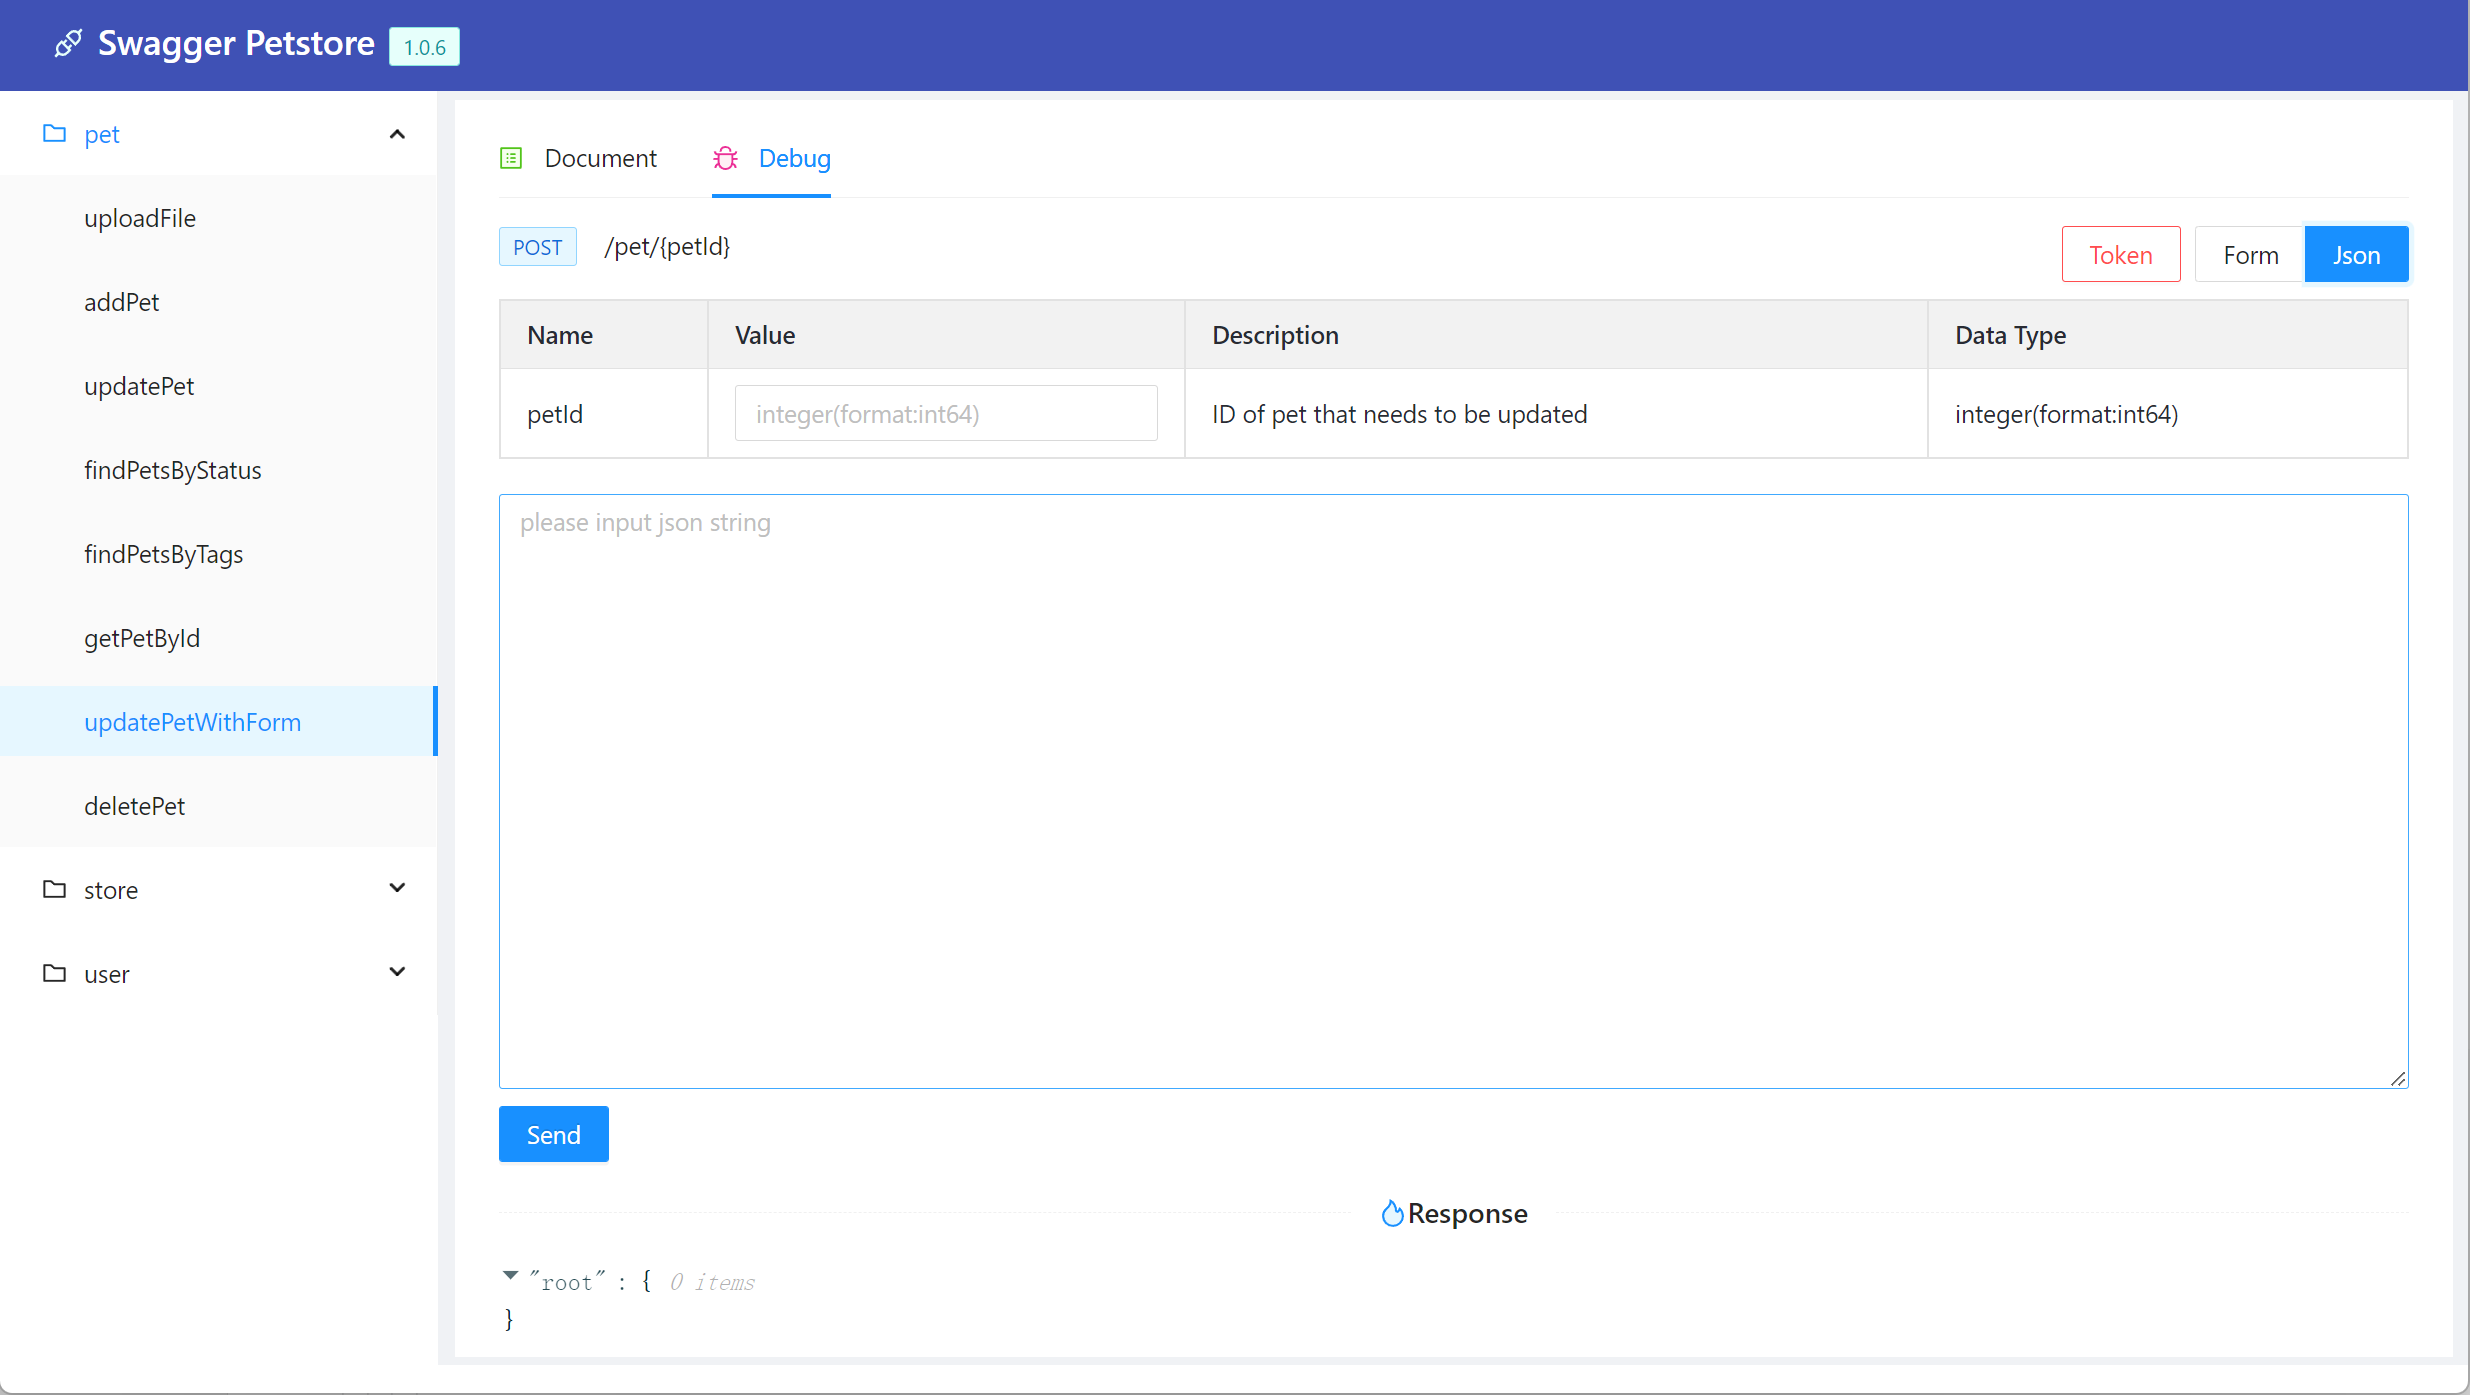 Swagger Petstore 1.0.6
pet
uploadFile
addPet
updatePet
findPetsByStatus
findPetsByTags
getPetById
updatePetWithForm
deletePet
store
user
Document Debug
POST /pet/{petId}
Token Form Json
Name Value Description Data Type
petId integer(format:int64) ID of pet that needs to be updated integer(format:int64)
please input json string
Send
Response
"root" : { 0 items
}